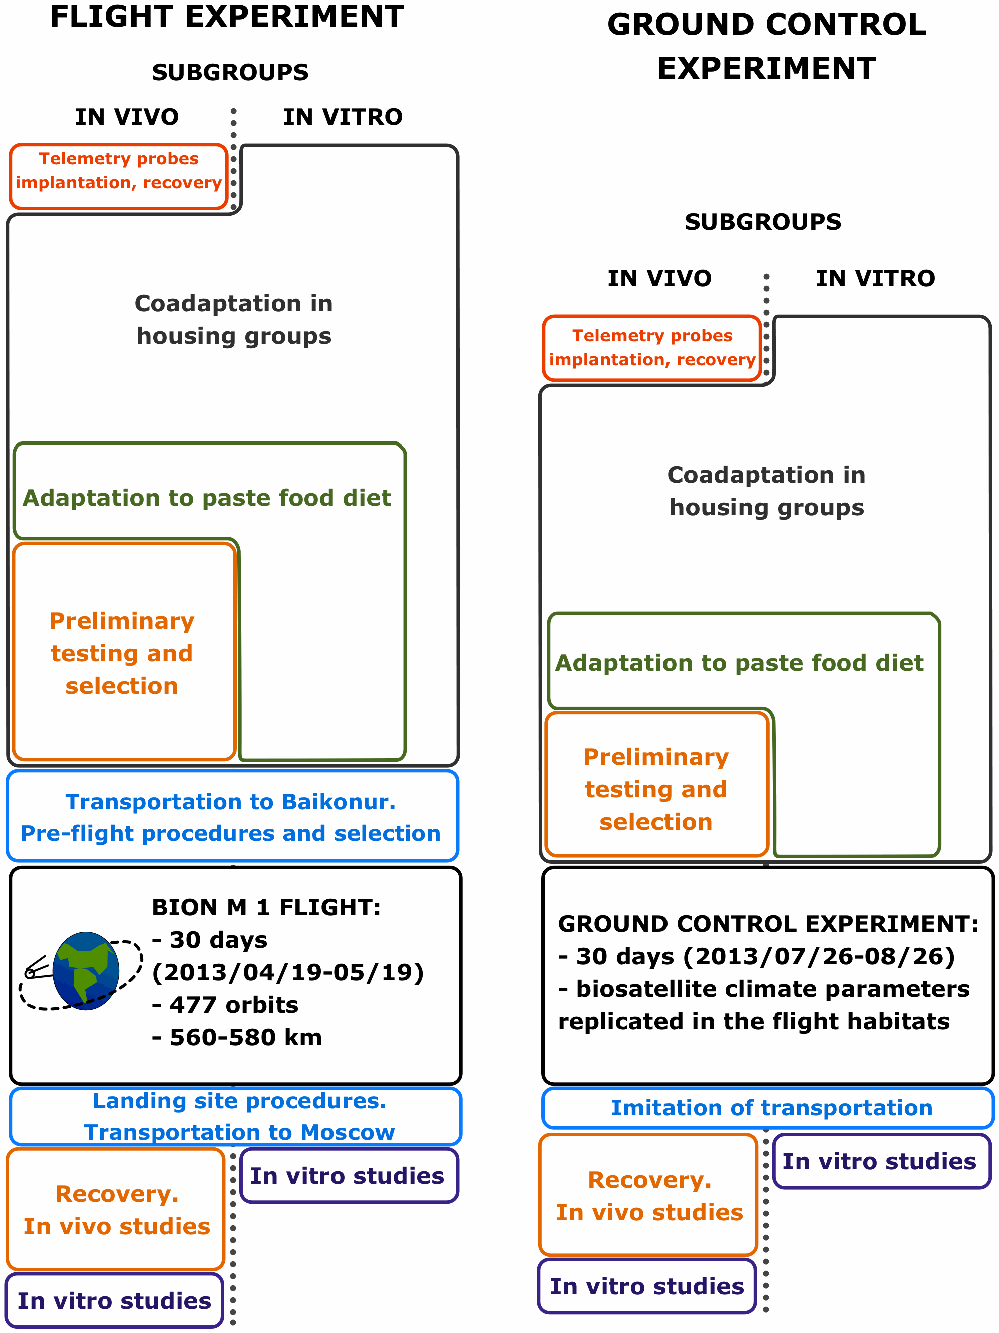 FLIGHT EXPERIMENT
SUBGROUPS
IN VIVO
IN VITRO
Telemetry probes
implantation, recovery
Coadaptation in
housing groups
Adaptation to paste food diet
Preliminary
testing and
selection
Transportation to Baikonur.
Pre-flight procedures and selection
BION M 1 FLIGHT:
- 30 days
(2013/04/19-05/19)
- 477 orbits
- 560-580 km
Landing site procedures.
Transportation to Moscow
Recovery.
In vivo studies
In vitro studies
In vitro studies
GROUND CONTROL
EXPERIMENT
SUBGROUPS
IN VIVO
IN VITRO
Telemetry probes
implantation, recovery
Coadaptation in
housing groups
Adaptation to paste food diet
Preliminary
testing and
selection
GROUND CONTROL EXPERIMENT:
- 30 days (2013/07/26-08/26)
- biosatellite climate parameters
replicated in the flight habitats
Imitation of transportation
Recovery.
In vivo studies
In vitro studies
In vitro studies